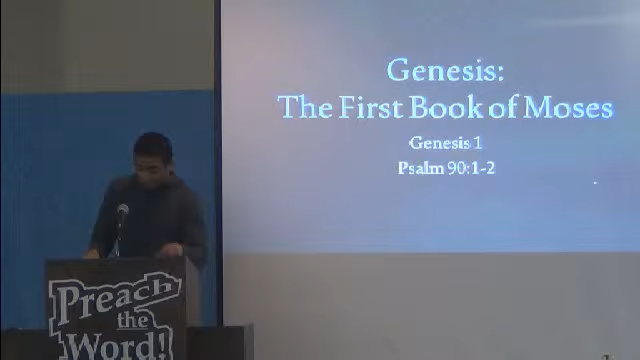 Genesis:
The First Book of Moses
Genesis 1
Psalm 90:1-2
Preach
the
Word!